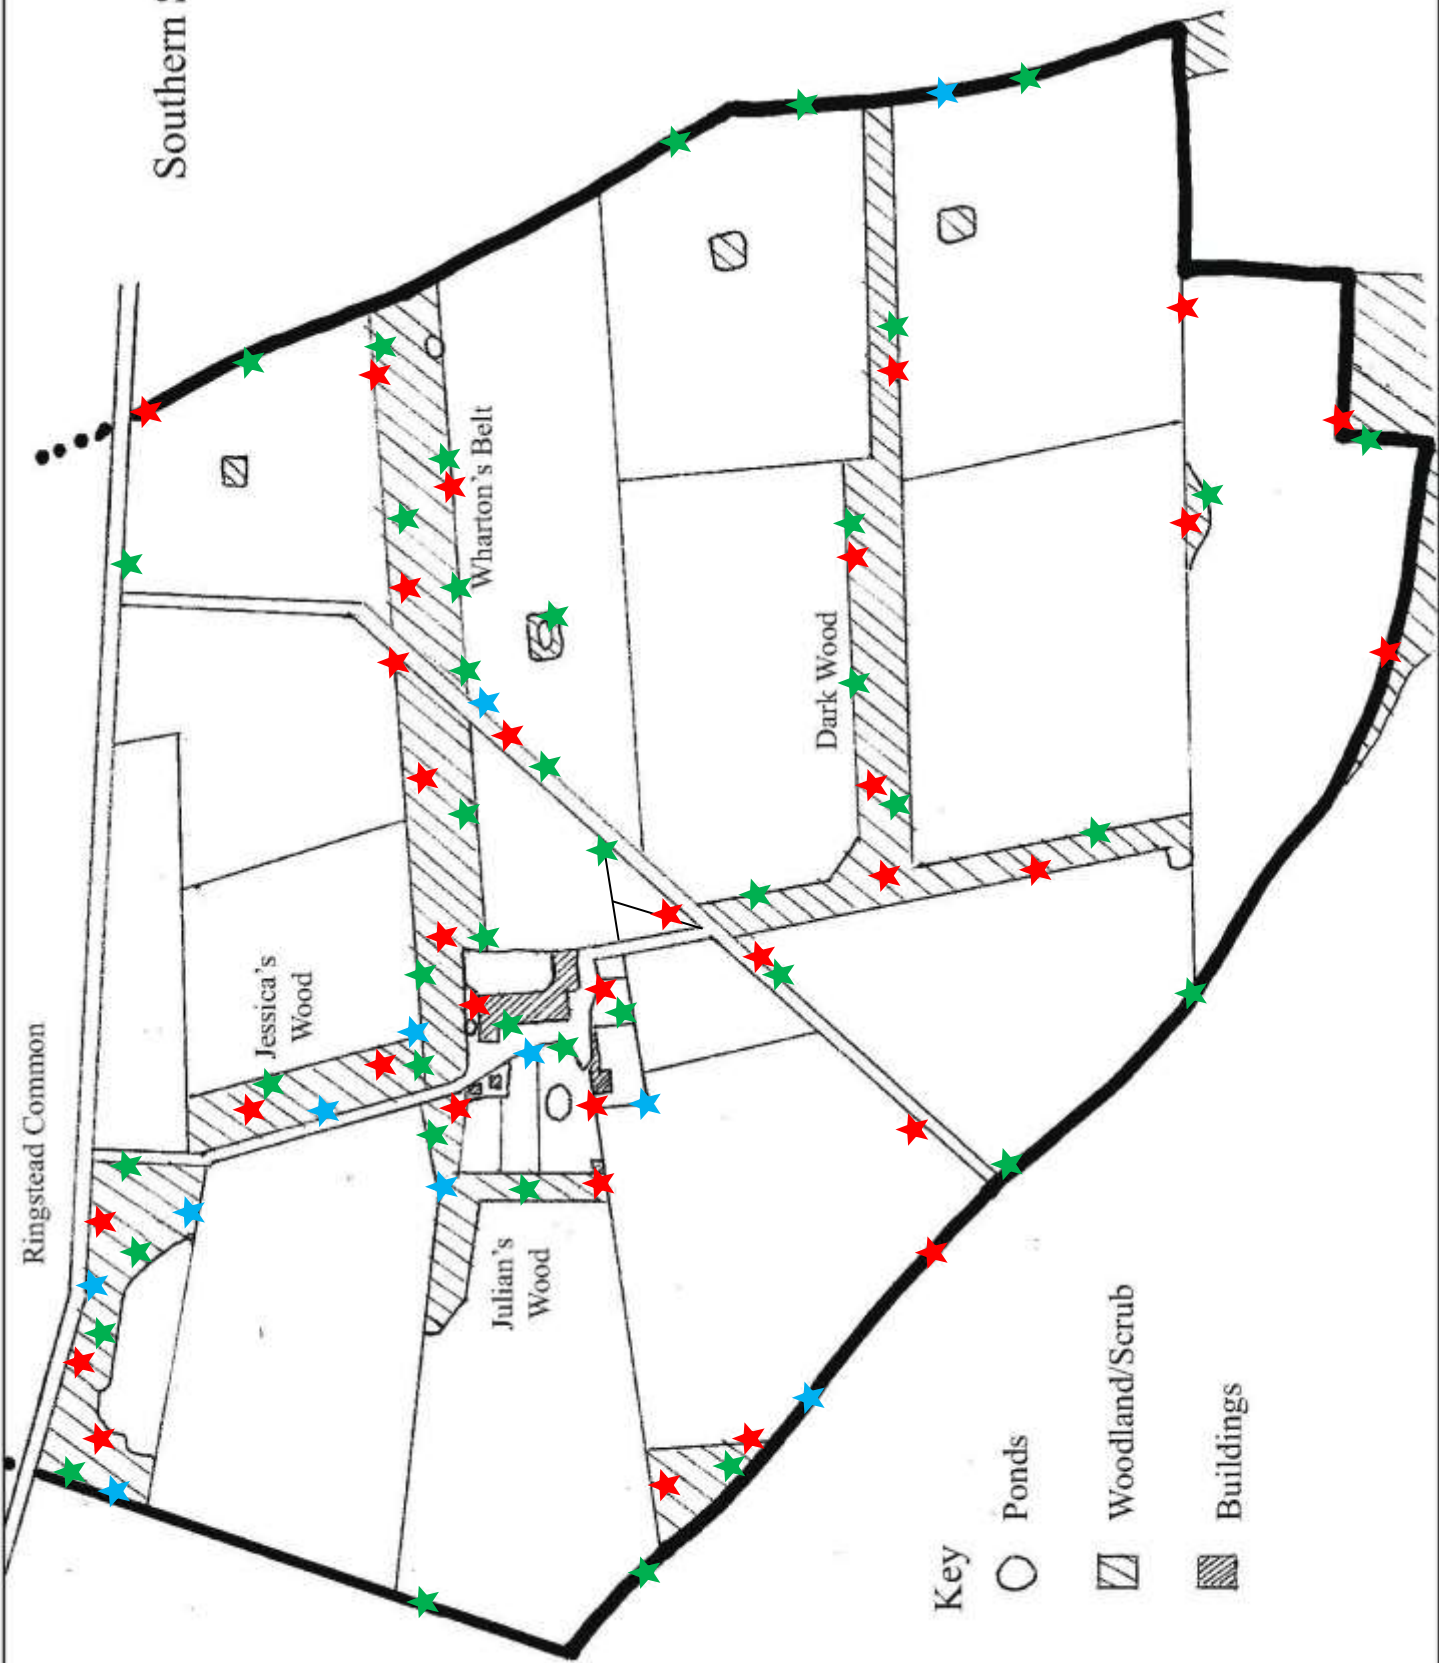 Southern
Ringstead Common
Jessica's
Wood
Wharton's Belt
Dark Wood
Julian's
Wood
Key
Ponds
Woodland/Scrub
Buildings